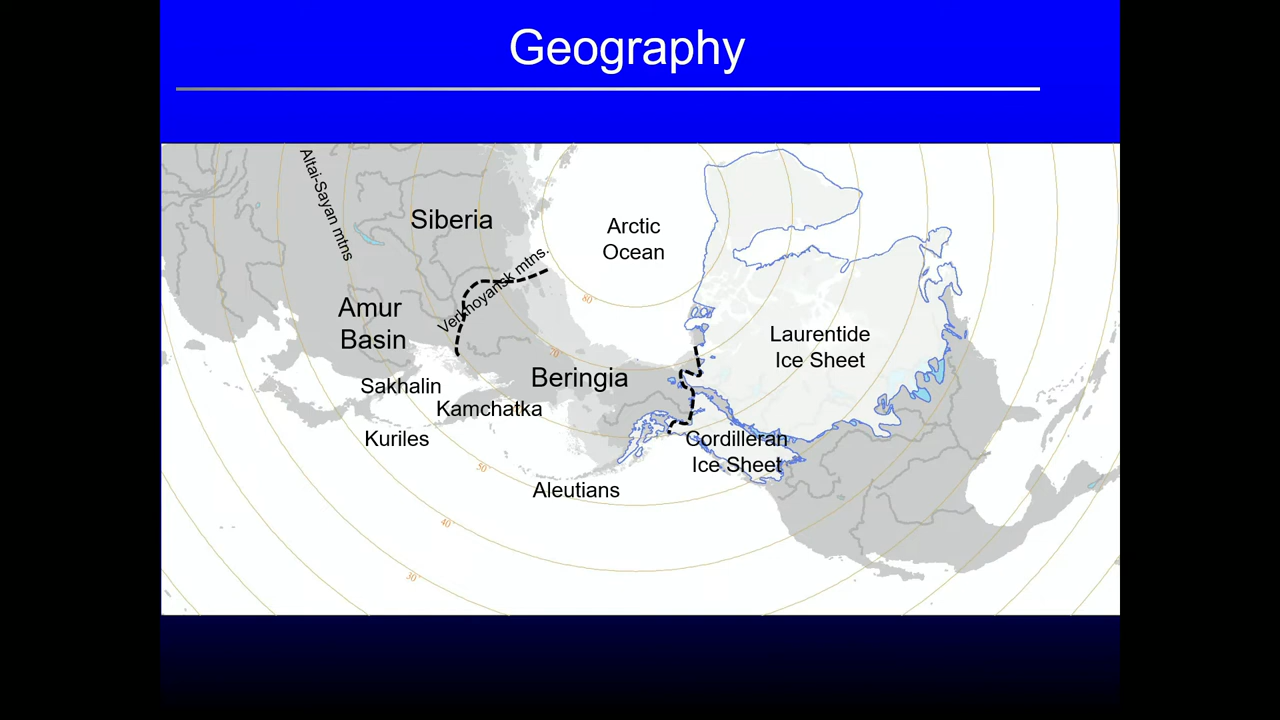 Geography
Altai-Sayan mtns
Siberia
Arctic
Ocean
Verkhoyansk mtns.
80°
Amur
Basin
Laurentide
Ice Sheet
70°
Beringia
Sakhalin
Kamchatka
Kuriles
Cordilleran
Ice Sheet
50°
Aleutians
40°
30°